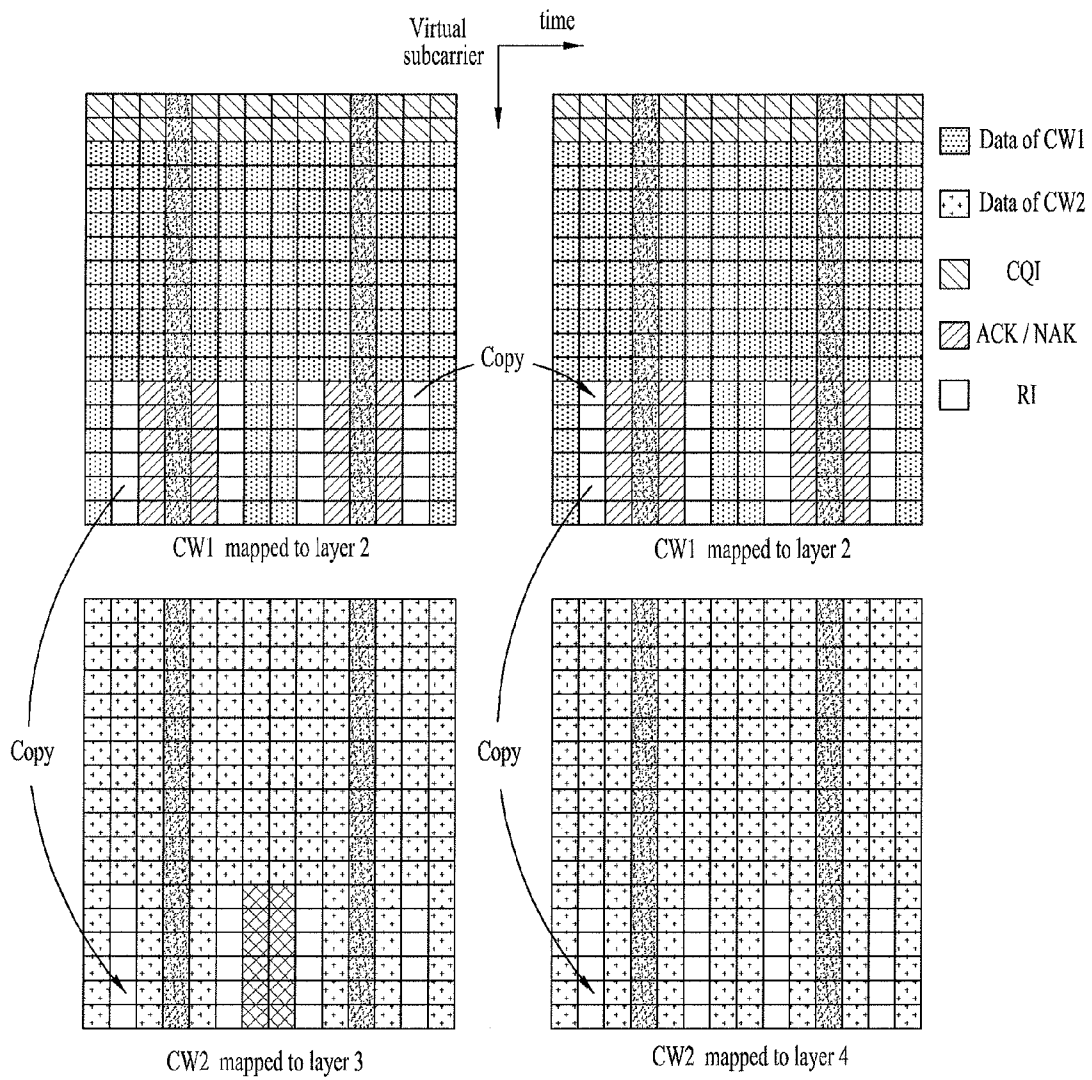 Virtual
subcarrier
time
Data of CW1
Data of CW2
CQI
ACK / NAK
RI
Copy
CW1 mapped to layer 2
CW1 mapped to layer 2
Copy
Copy
CW2 mapped to layer 3
CW2 mapped to layer 4